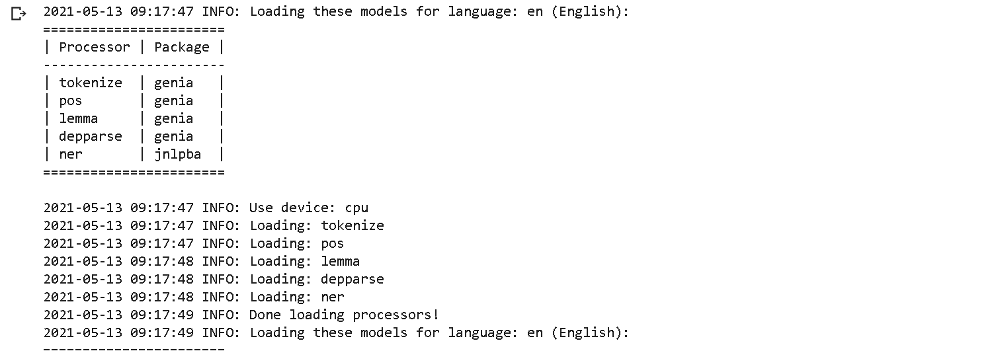 2021-05-13 09:17:47 INFO: Loading these models for language: en (English):
=======================
| Processor | Package |
-----------------------
| tokenize  | genia   |
| pos       | genia   |
| lemma     | genia   |
| depparse  | genia   |
| ner       | jnlpba  |
=======================
2021-05-13 09:17:47 INFO: Use device: cpu
2021-05-13 09:17:47 INFO: Loading: tokenize
2021-05-13 09:17:47 INFO: Loading: pos
2021-05-13 09:17:48 INFO: Loading: lemma
2021-05-13 09:17:48 INFO: Loading: depparse
2021-05-13 09:17:48 INFO: Loading: ner
2021-05-13 09:17:49 INFO: Done loading processors!
2021-05-13 09:17:49 INFO: Loading these models for language: en (English):